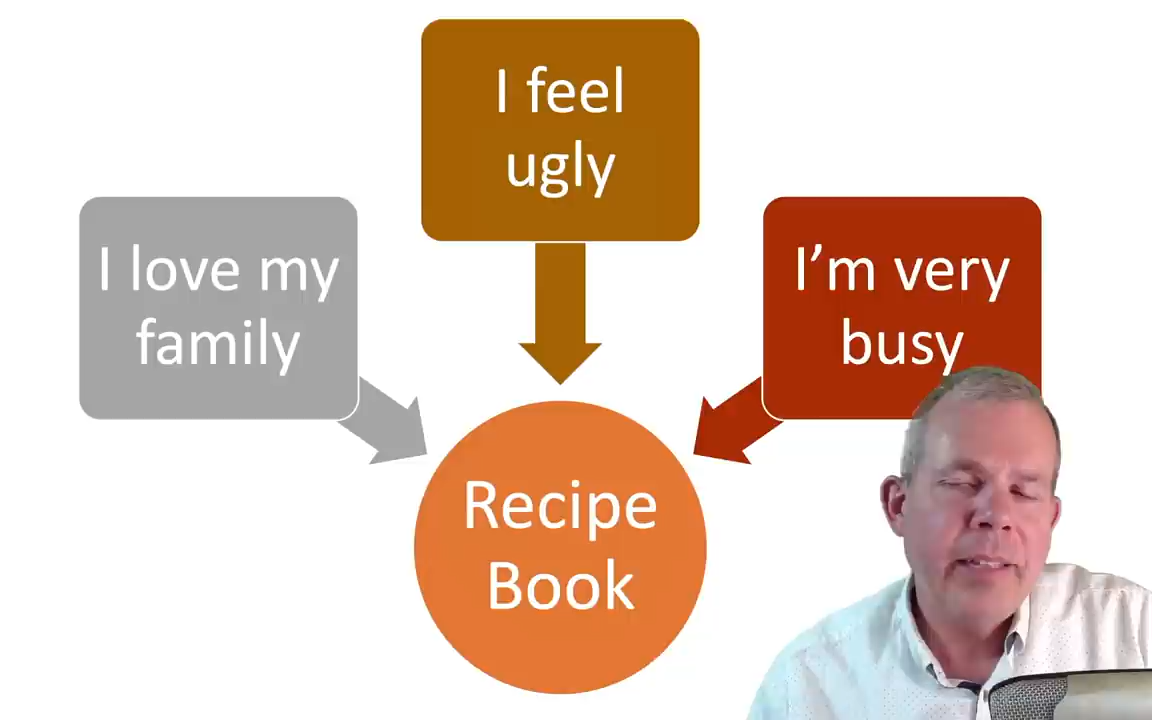 I feel
ugly
I love my
family
I’m very
busy
Recipe
Book